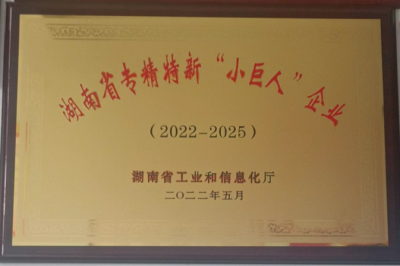 湖南省专精特新“小巨人”企业
(2022-2025)
湖南省工业和信息化厅
二〇二二年五月